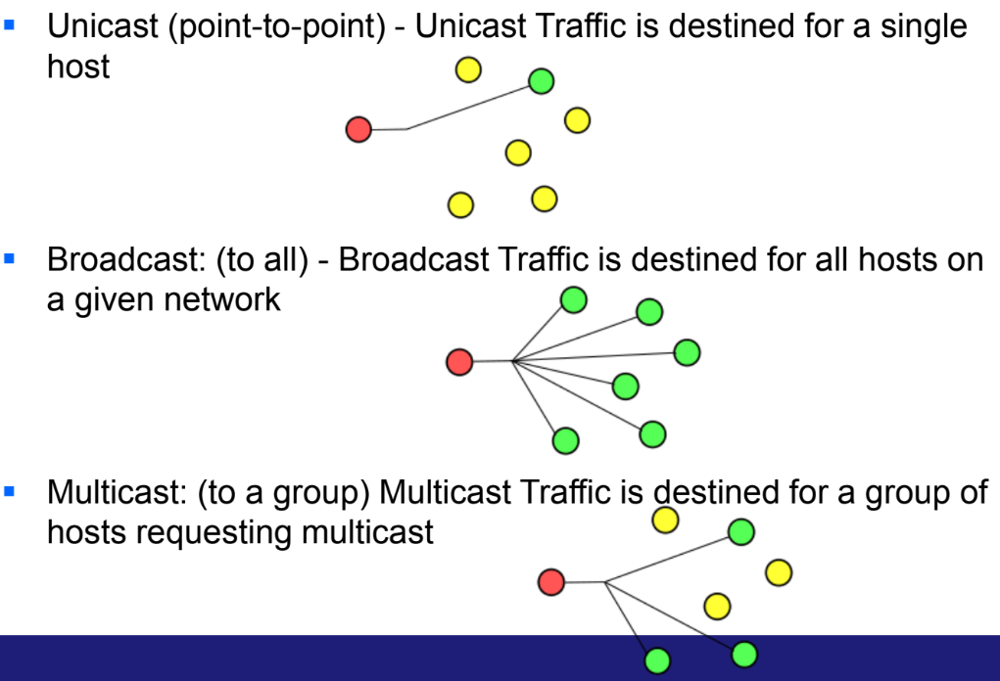 ▪ Unicast (point-to-point) - Unicast Traffic is destined for a single
host
▪ Broadcast: (to all) - Broadcast Traffic is destined for all hosts on
a given network
▪ Multicast: (to a group) Multicast Traffic is destined for a group of
hosts requesting multicast